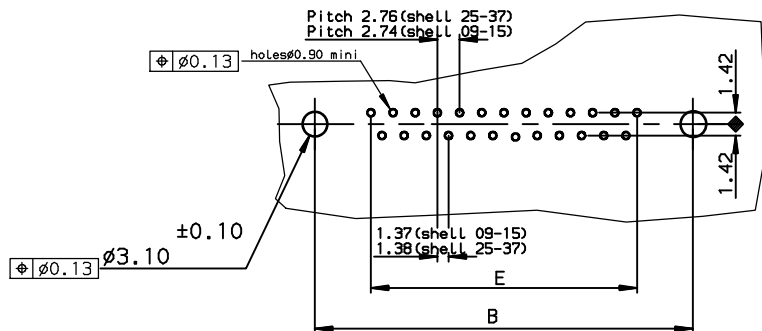 Pitch 2.76(shell 25-37)
Pitch 2.74(shell 09-15)
⌖ ø0.13
holesø0.90 mini
1.42
1.42
±0.10
ø3.10
⌖ ø0.13
1.37(shell 09-15)
1.38(shell 25-37)
E
B